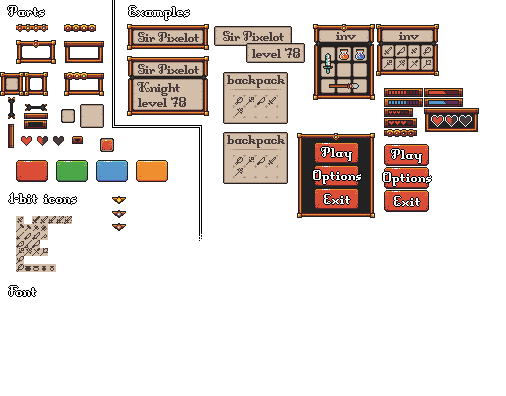 Parts
Examples
Sir Pixelot
Sir Pixelot
Knight
level 78
Sir Pixelot
level 78
inv
inv
backpack
backpack
Play
Options
Exit
Play
Options
Exit
1-bit icons
Font